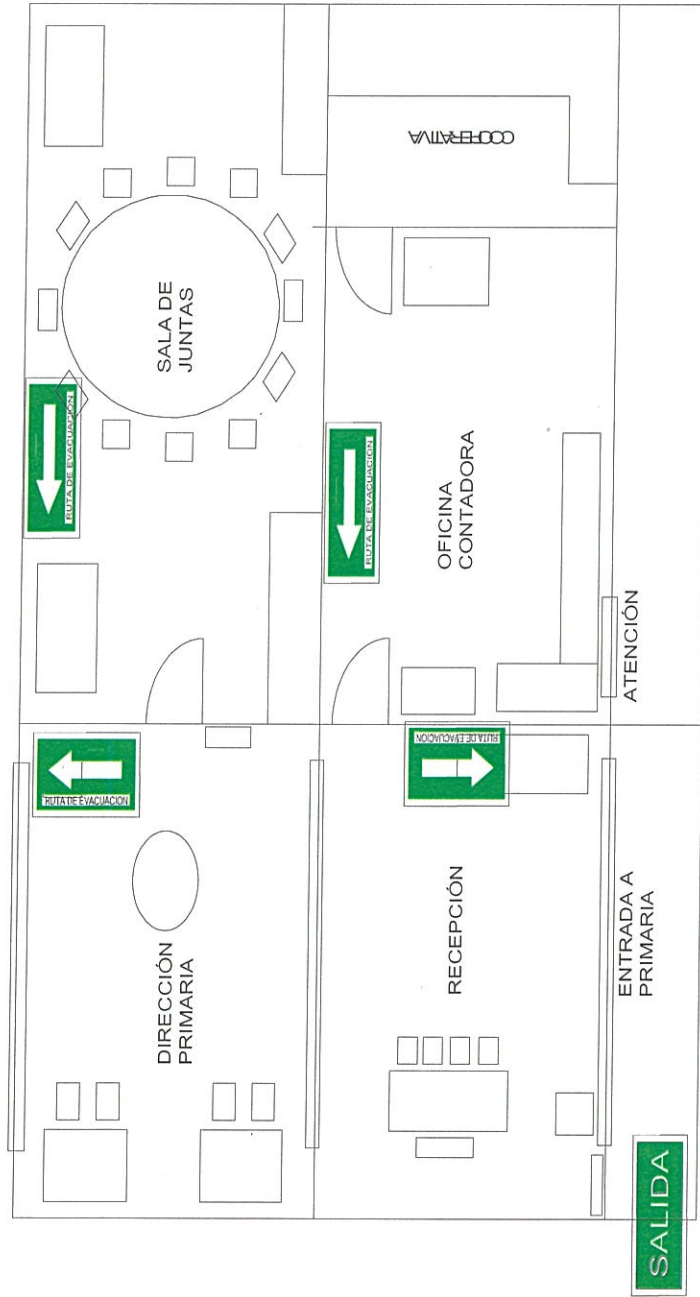 SALA DE
JUNTAS
COOPERATIVA
RUTA DE EVACUACIÓN
RUTA DE EVACUACIÓN
OFICINA
CONTADORA
ATENCIÓN
RUTA DE EVACUACIÓN
RUTA DE EVACUACIÓN
DIRECCIÓN
PRIMARIA
RECEPCIÓN
ENTRADA A
PRIMARIA
SALIDA